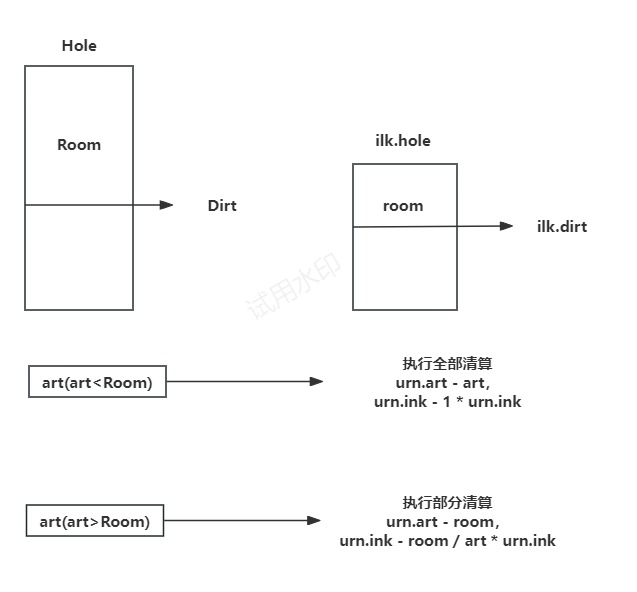 Hole
Room
Dirt
ilk.hole
room
ilk.dirt
试用水印
art(art<Room)
执行全部清算
urn.art - art,
urn.ink - 1 * urn.ink
art(art>Room)
执行部分清算
urn.art - room,
urn.ink - room / art * urn.ink